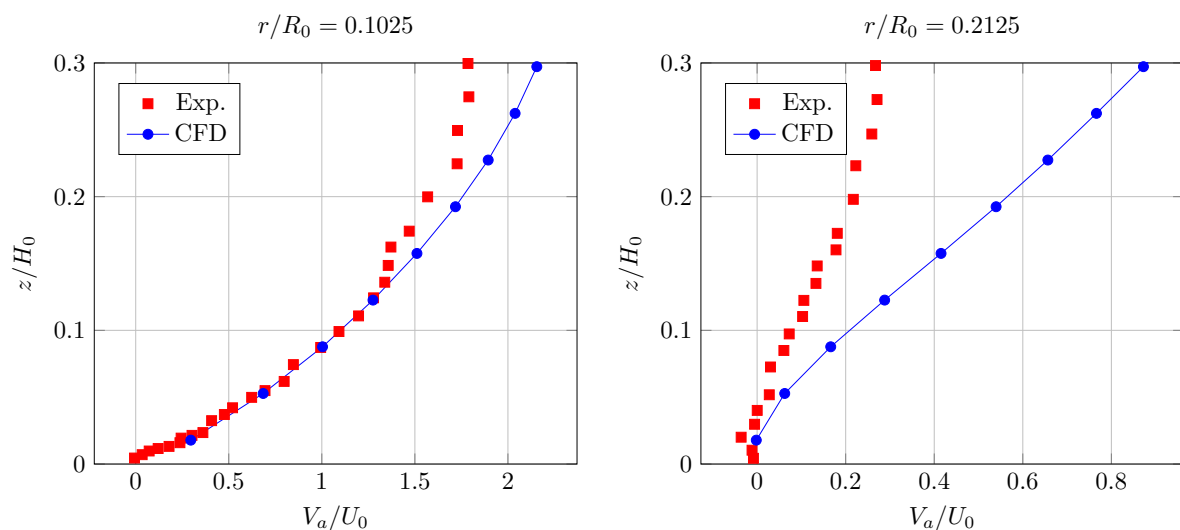 r/R₀ = 0.1025
0.3
0.2
0.1
0
z/H₀
Exp.
CFD
0
0.5
1
1.5
2
Vₐ/U₀
r/R₀ = 0.2125
0.3
0.2
0.1
0
z/H₀
Exp.
CFD
0
0.2
0.4
0.6
0.8
Vₐ/U₀